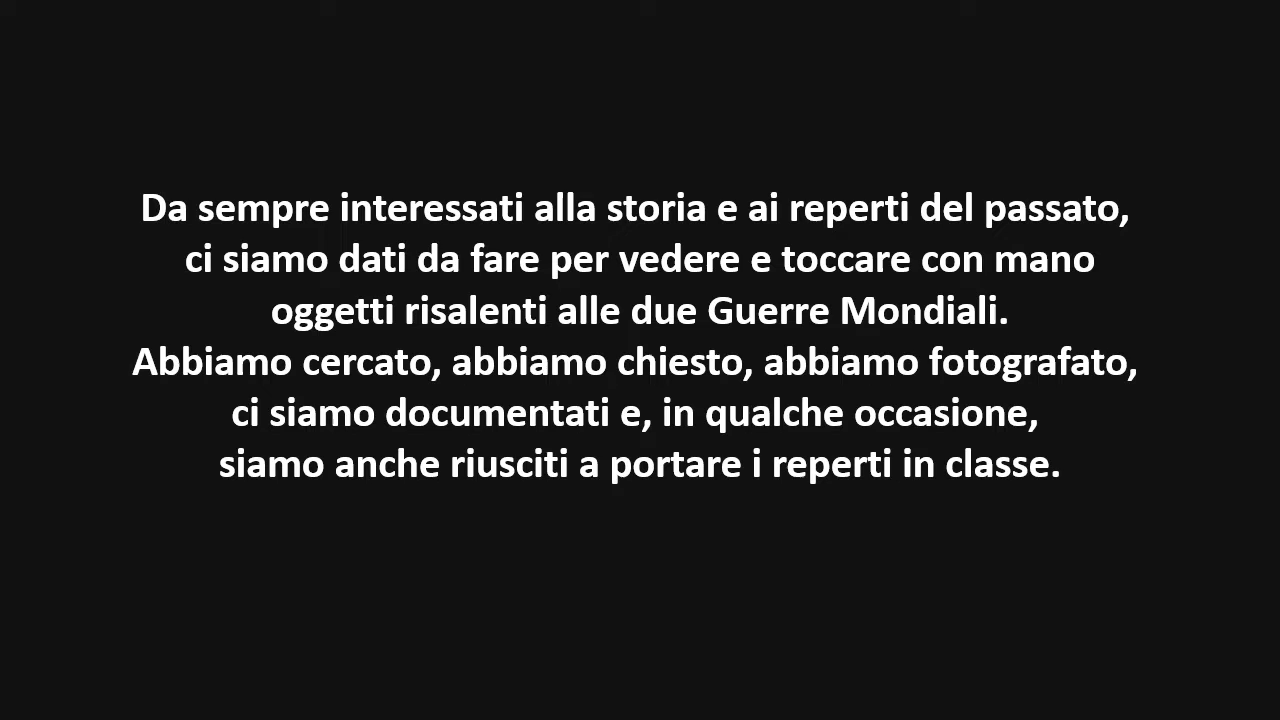 Da sempre interessati alla storia e ai reperti del passato,
ci siamo dati da fare per vedere e toccare con mano
oggetti risalenti alle due Guerre Mondiali.
Abbiamo cercato, abbiamo chiesto, abbiamo fotografato,
ci siamo documentati e, in qualche occasione,
siamo anche riusciti a portare i reperti in classe.